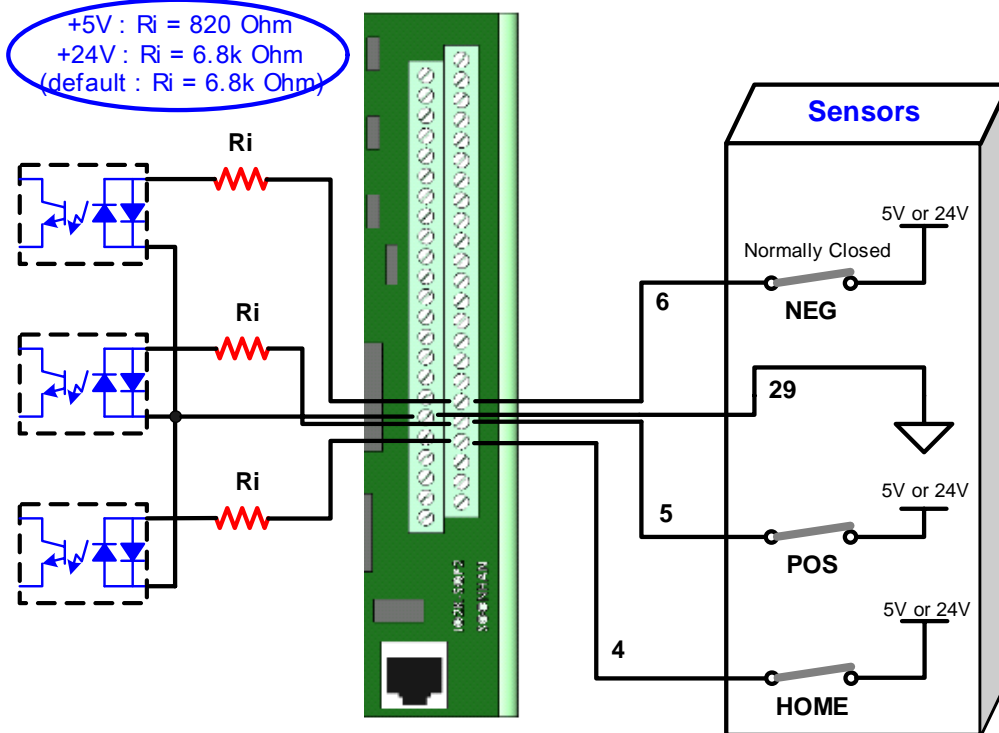 +5V : Ri = 820 Ohm
+24V : Ri = 6.8k Ohm
(default : Ri = 6.8k Ohm)
Sensors
Ri
5V or 24V
Normally Closed
NEG
6
Ri
29
5V or 24V
Ri
5
POS
5V or 24V
4
HOME